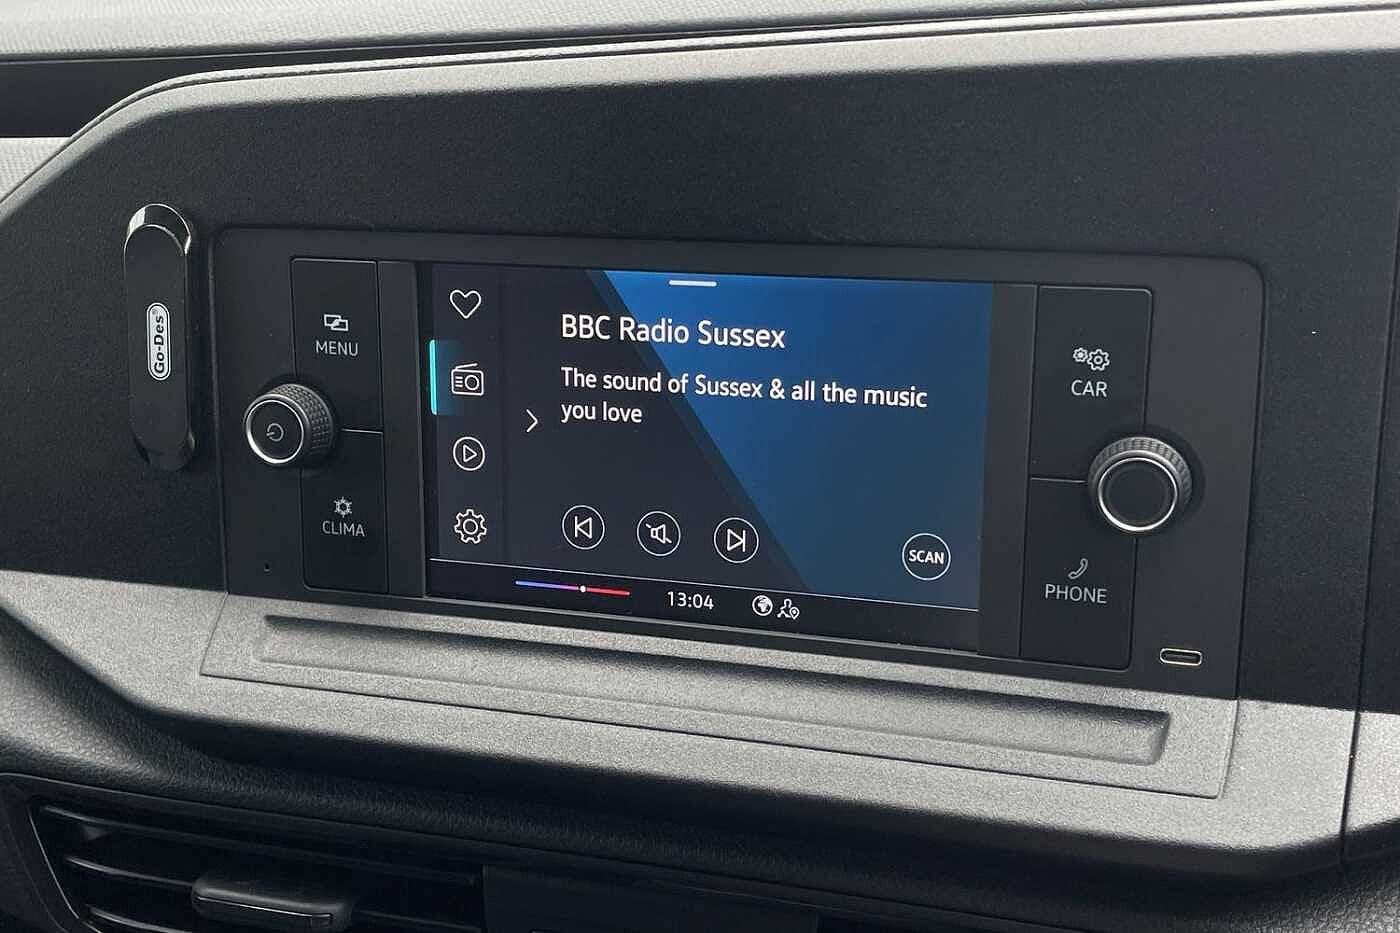 Go-Des®
MENU
CLIMA
BBC Radio Sussex
The sound of Sussex & all the music
you love
SCAN
13:04
CAR
PHONE